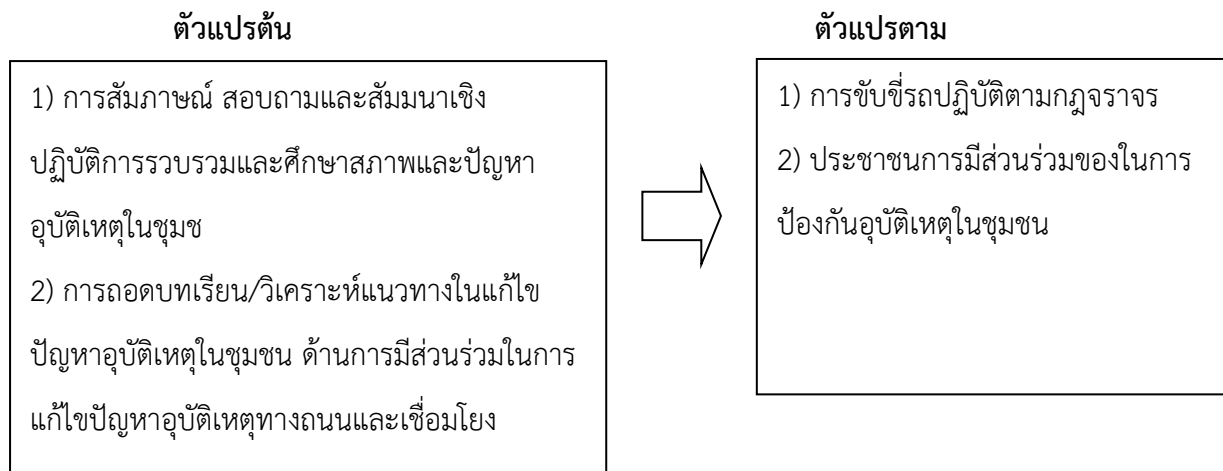 ตัวแปรต้น
1) การสัมภาษณ์ สอบถามและสัมมนาเชิง
ปฏิบัติการรวบรวมและศึกษาสภาพและปัญหา
อุบัติเหตุในชุมช
2) การถอดบทเรียน/วิเคราะห์แนวทางในแก้ไข
ปัญหาอุบัติเหตุในชุมชน ด้านการมีส่วนร่วมในการ
แก้ไขปัญหาอุบัติเหตุทางถนนและเชื่อมโยง
ตัวแปรตาม
1) การขับขี่รถปฏิบัติตามกฎจราจร
2) ประชาชนการมีส่วนร่วมของในการ
ป้องกันอุบัติเหตุในชุมชน